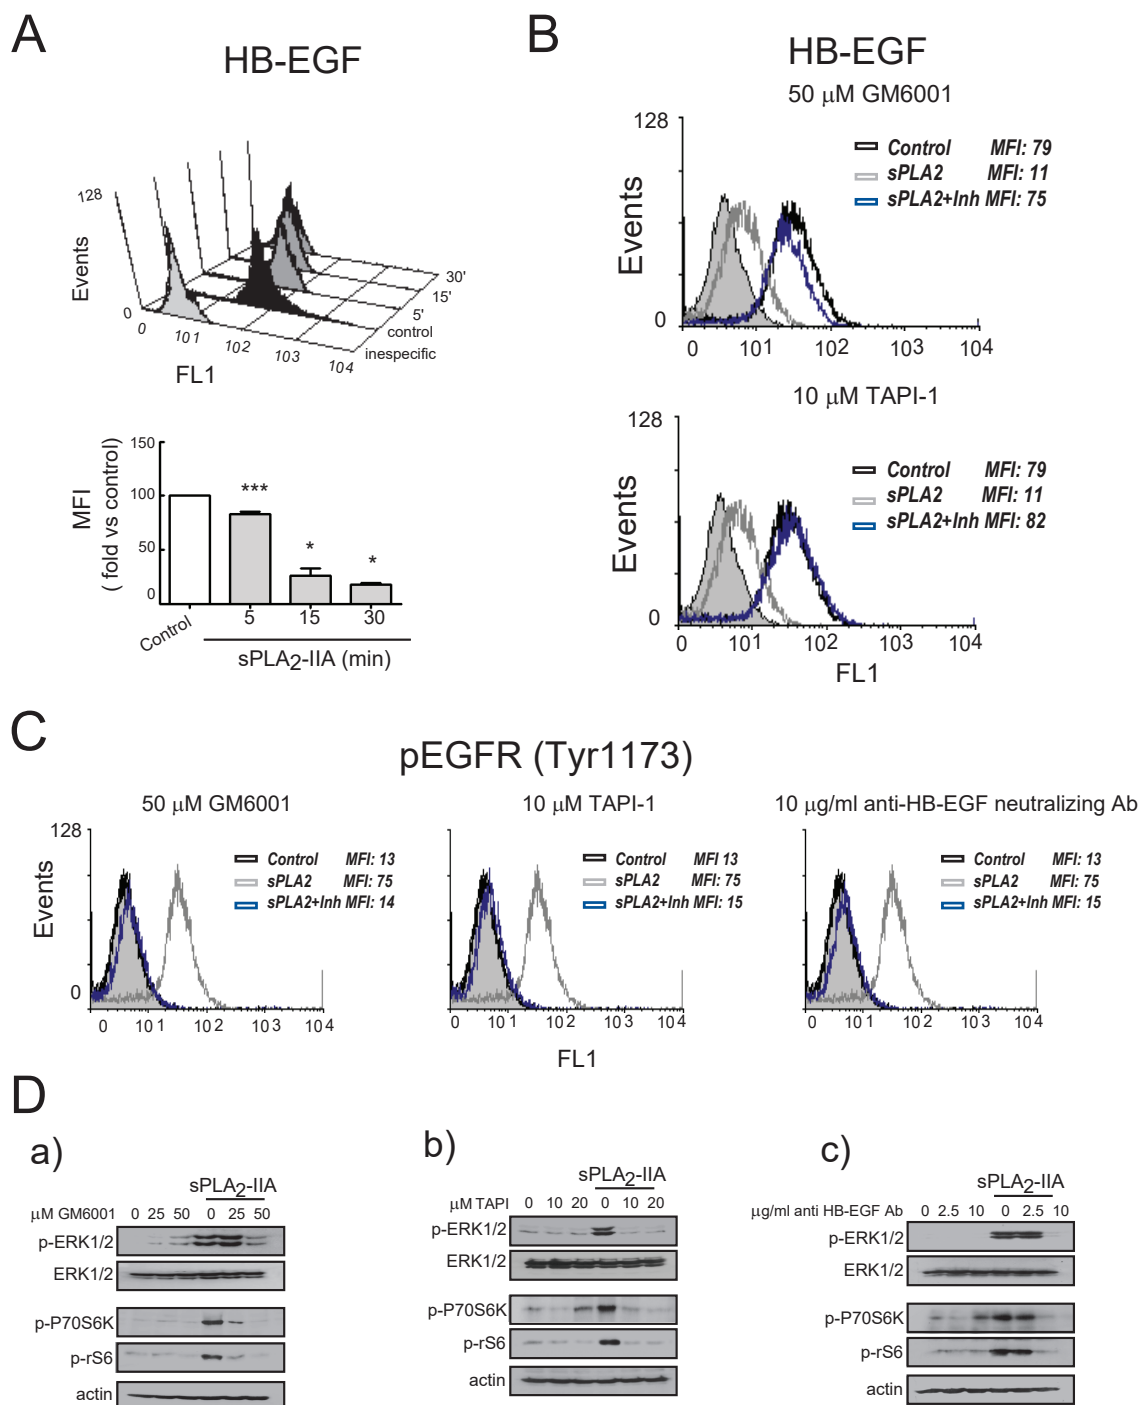 A
HB-EGF
128
Events
0
0
101
102
103
104
30'
15'
5'
control
inespecific
FL1
150
100
50
0
MFI
( fold vs control)
***
*
*
Control
5
15
30
sPLA2-IIA (min)
B
HB-EGF
50 µM GM6001
128
Events
0
Control MFI: 79
sPLA2 MFI: 11
sPLA2+Inh MFI: 75
0 101 102 103 104
10 µM TAPI-1
128
Events
0
Control MFI: 79
sPLA2 MFI: 11
sPLA2+Inh MFI: 82
0 101 102 103 104
FL1
C
pEGFR (Tyr1173)
50 µM GM6001
128
Events
0
Control MFI: 13
sPLA2 MFI: 75
sPLA2+Inh MFI: 14
0 101 102 103 104
10 µM TAPI-1
Control MFI 13
sPLA2 MFI: 75
sPLA2+Inh MFI: 15
0 101 102 103 104
FL1
10 µg/ml anti-HB-EGF neutralizing Ab
Control MFI: 13
sPLA2 MFI: 75
sPLA2+Inh MFI: 15
0 101 102 103 104
D
a)
sPLA2-IIA
µM GM6001 0 25 50 0 25 50
p-ERK1/2
ERK1/2
p-P70S6K
p-rS6
actin
b)
sPLA2-IIA
µM TAPI 0 10 20 0 10 20
p-ERK1/2
ERK1/2
p-P70S6K
p-rS6
actin
c)
sPLA2-IIA
µg/ml anti HB-EGF Ab 0 2.5 10 0 2.5 10
p-ERK1/2
ERK1/2
p-P70S6K
p-rS6
actin